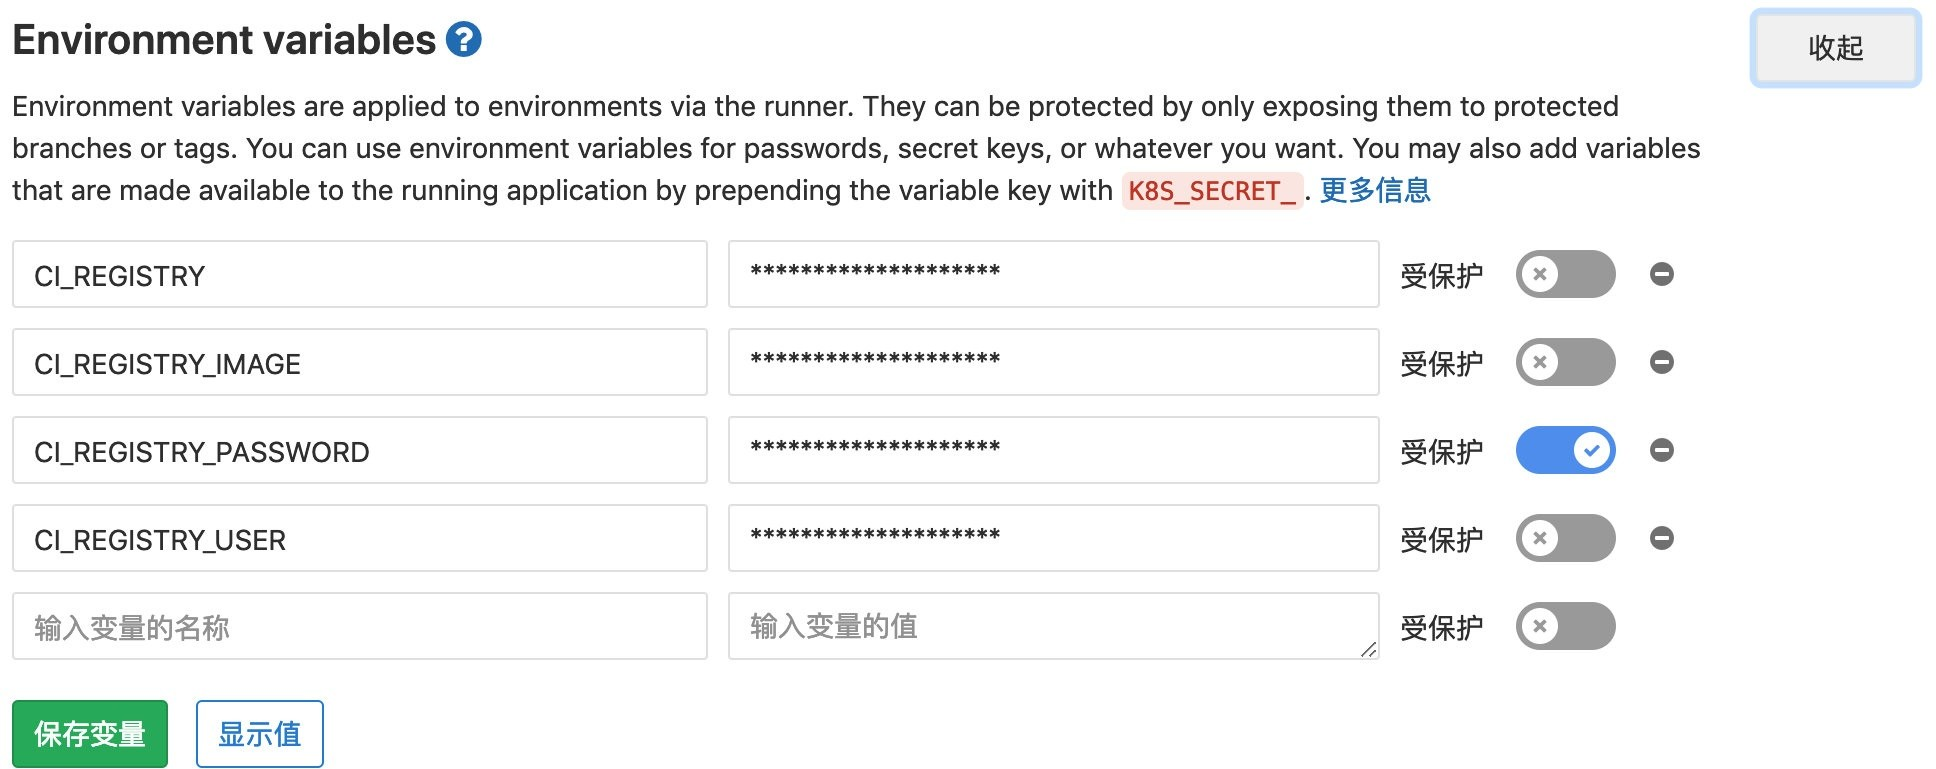 Environment variables ?
收起
Environment variables are applied to environments via the runner. They can be protected by only exposing them to protected
branches or tags. You can use environment variables for passwords, secret keys, or whatever you want. You may also add variables
that are made available to the running application by prepending the variable key with K8S_SECRET_. 更多信息
CI_REGISTRY ******************** 受保护
CI_REGISTRY_IMAGE ******************** 受保护
CI_REGISTRY_PASSWORD ******************** 受保护
CI_REGISTRY_USER ******************** 受保护
输入变量的名称 输入变量的值 受保护
保存变量 显示值